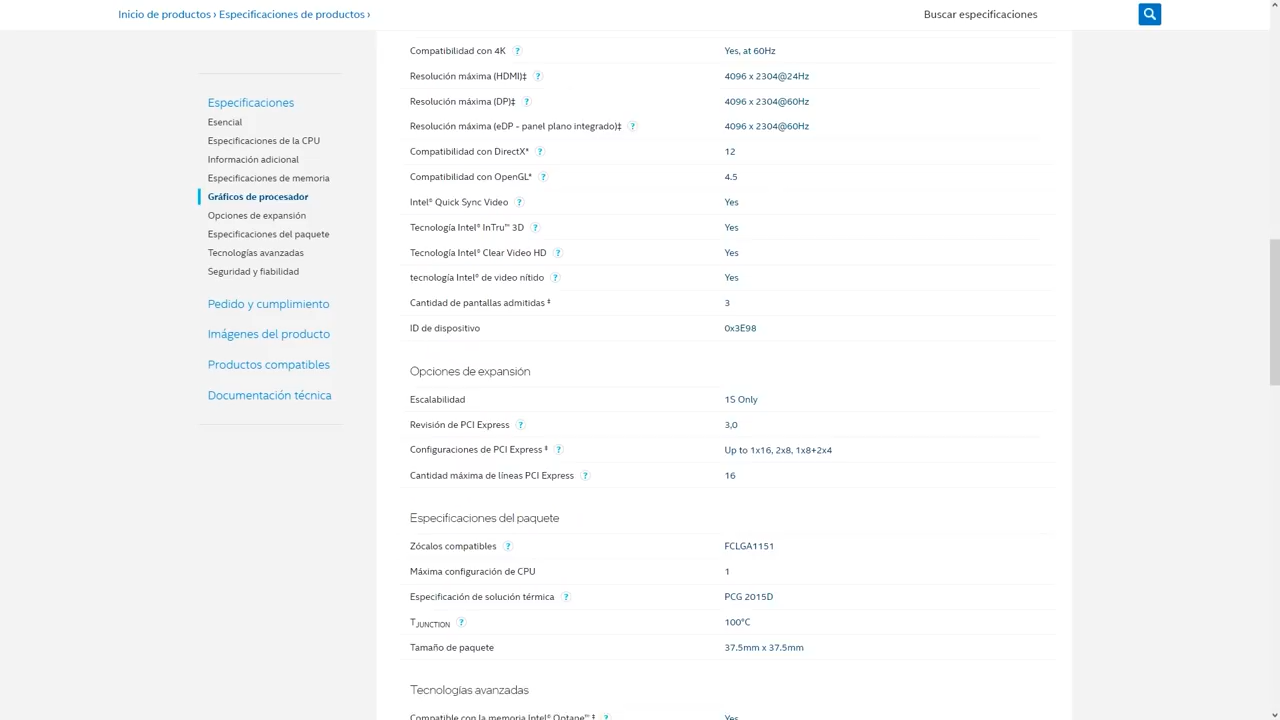 Inicio de productos › Especificaciones de productos ›
Buscar especificaciones
Especificaciones
Esencial
Especificaciones de la CPU
Información adicional
Especificaciones de memoria
Gráficos de procesador
Opciones de expansión
Especificaciones del paquete
Tecnologías avanzadas
Seguridad y fiabilidad
Pedido y cumplimiento
Imágenes del producto
Productos compatibles
Documentación técnica
Compatibilidad con 4K ? Yes, at 60Hz
Resolución máxima (HDMI)‡ ? 4096 x 2304@24Hz
Resolución máxima (DP)‡ ? 4096 x 2304@60Hz
Resolución máxima (eDP - panel plano integrado)‡ ? 4096 x 2304@60Hz
Compatibilidad con DirectX* ? 12
Compatibilidad con OpenGL* ? 4.5
Intel® Quick Sync Video ? Yes
Tecnología Intel® InTru™ 3D ? Yes
Tecnología Intel® Clear Video HD ? Yes
tecnología Intel® de video nítido ? Yes
Cantidad de pantallas admitidas ‡ 3
ID de dispositivo 0x3E98
Opciones de expansión
Escalabilidad 1S Only
Revisión de PCI Express ? 3,0
Configuraciones de PCI Express ‡ ? Up to 1x16, 2x8, 1x8+2x4
Cantidad máxima de líneas PCI Express ? 16
Especificaciones del paquete
Zócalos compatibles ? FCLGA1151
Máxima configuración de CPU 1
Especificación de solución térmica ? PCG 2015D
TJUNCTION ? 100°C
Tamaño de paquete 37.5mm x 37.5mm
Tecnologías avanzadas
Compatible con la memoria Intel® Optane™ ‡ ? Yes